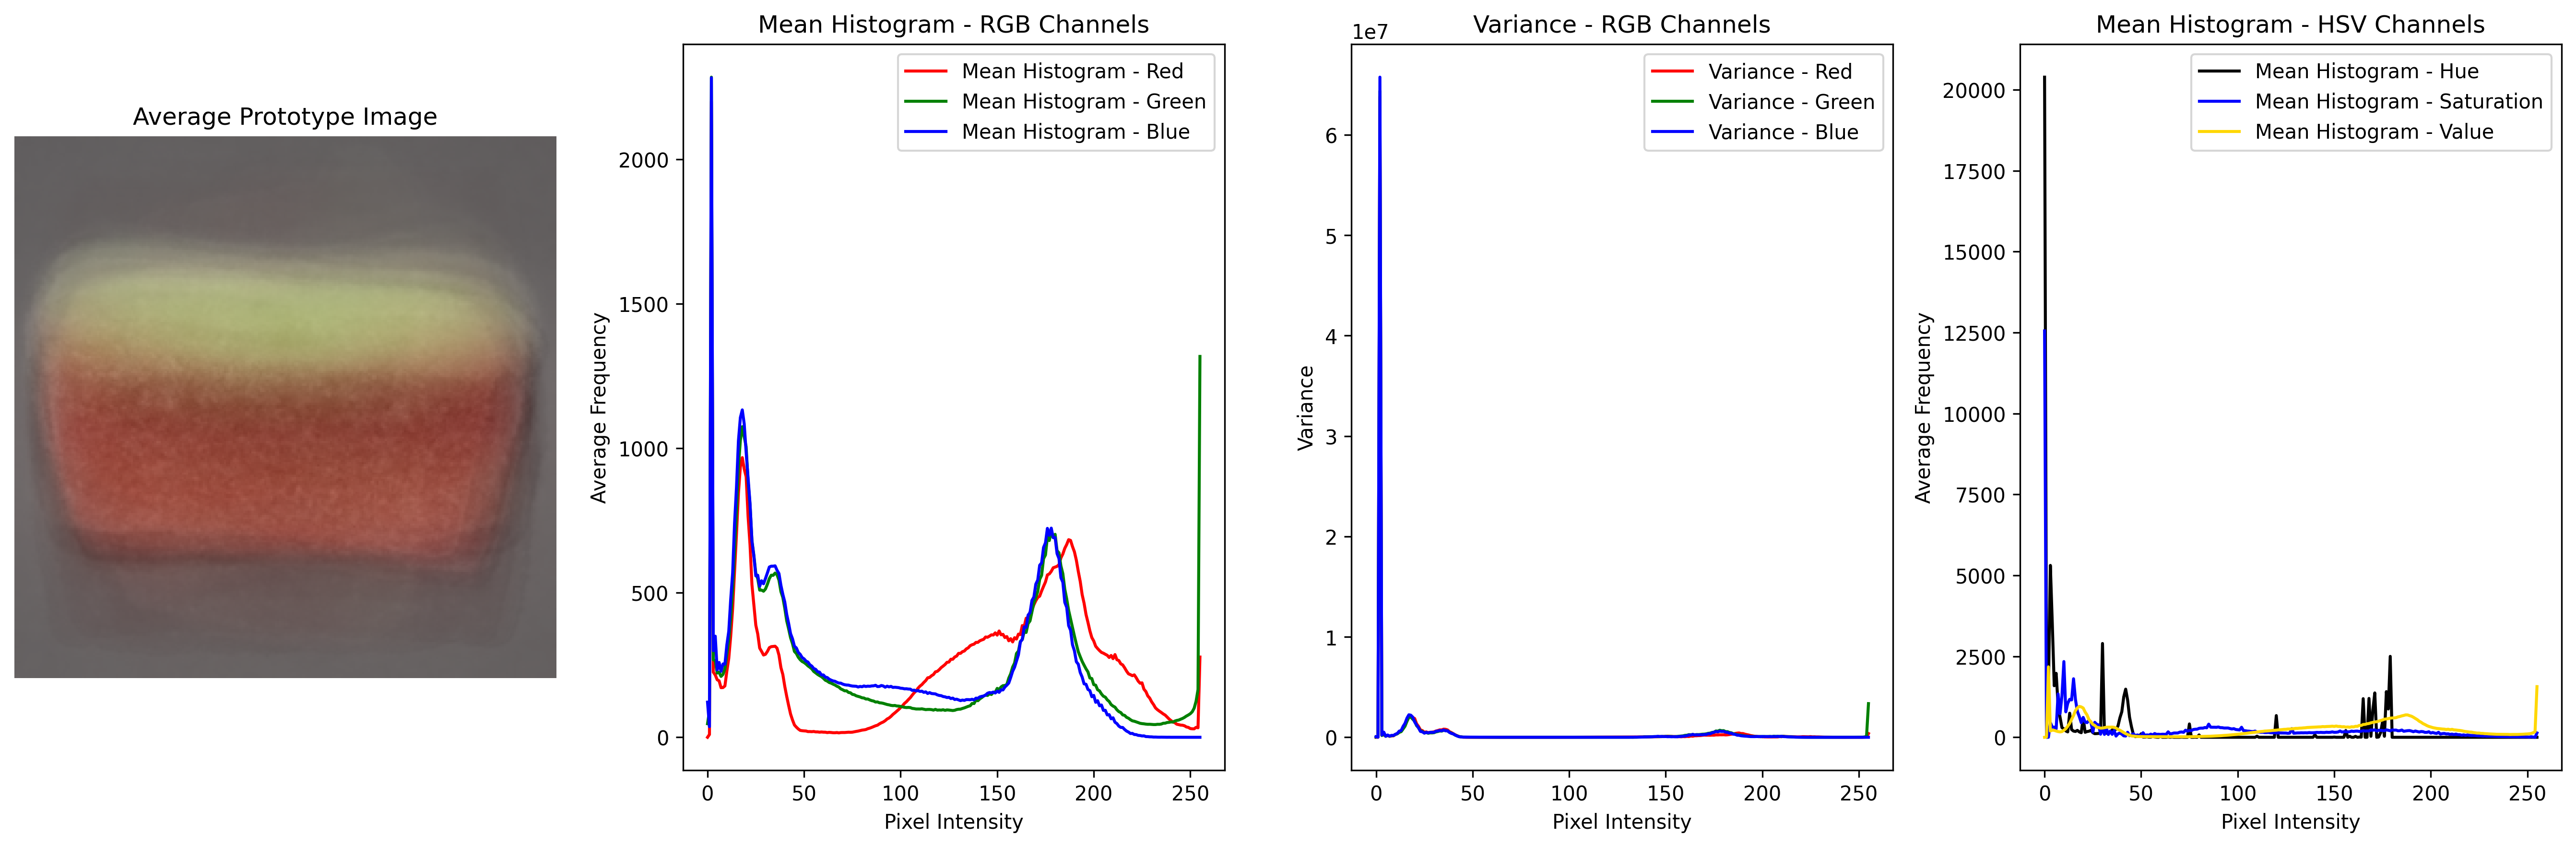 Average Prototype Image
Mean Histogram - RGB Channels
Mean Histogram - Red
Mean Histogram - Green
Mean Histogram - Blue
Average Frequency
2000
1500
1000
500
0
0 50 100 150 200 250
Pixel Intensity
Variance - RGB Channels
1e7
Variance - Red
Variance - Green
Variance - Blue
Variance
6
5
4
3
2
1
0
0 50 100 150 200 250
Pixel Intensity
Mean Histogram - HSV Channels
Mean Histogram - Hue
Mean Histogram - Saturation
Mean Histogram - Value
Average Frequency
20000
17500
15000
12500
10000
7500
5000
2500
0
0 50 100 150 200 250
Pixel Intensity